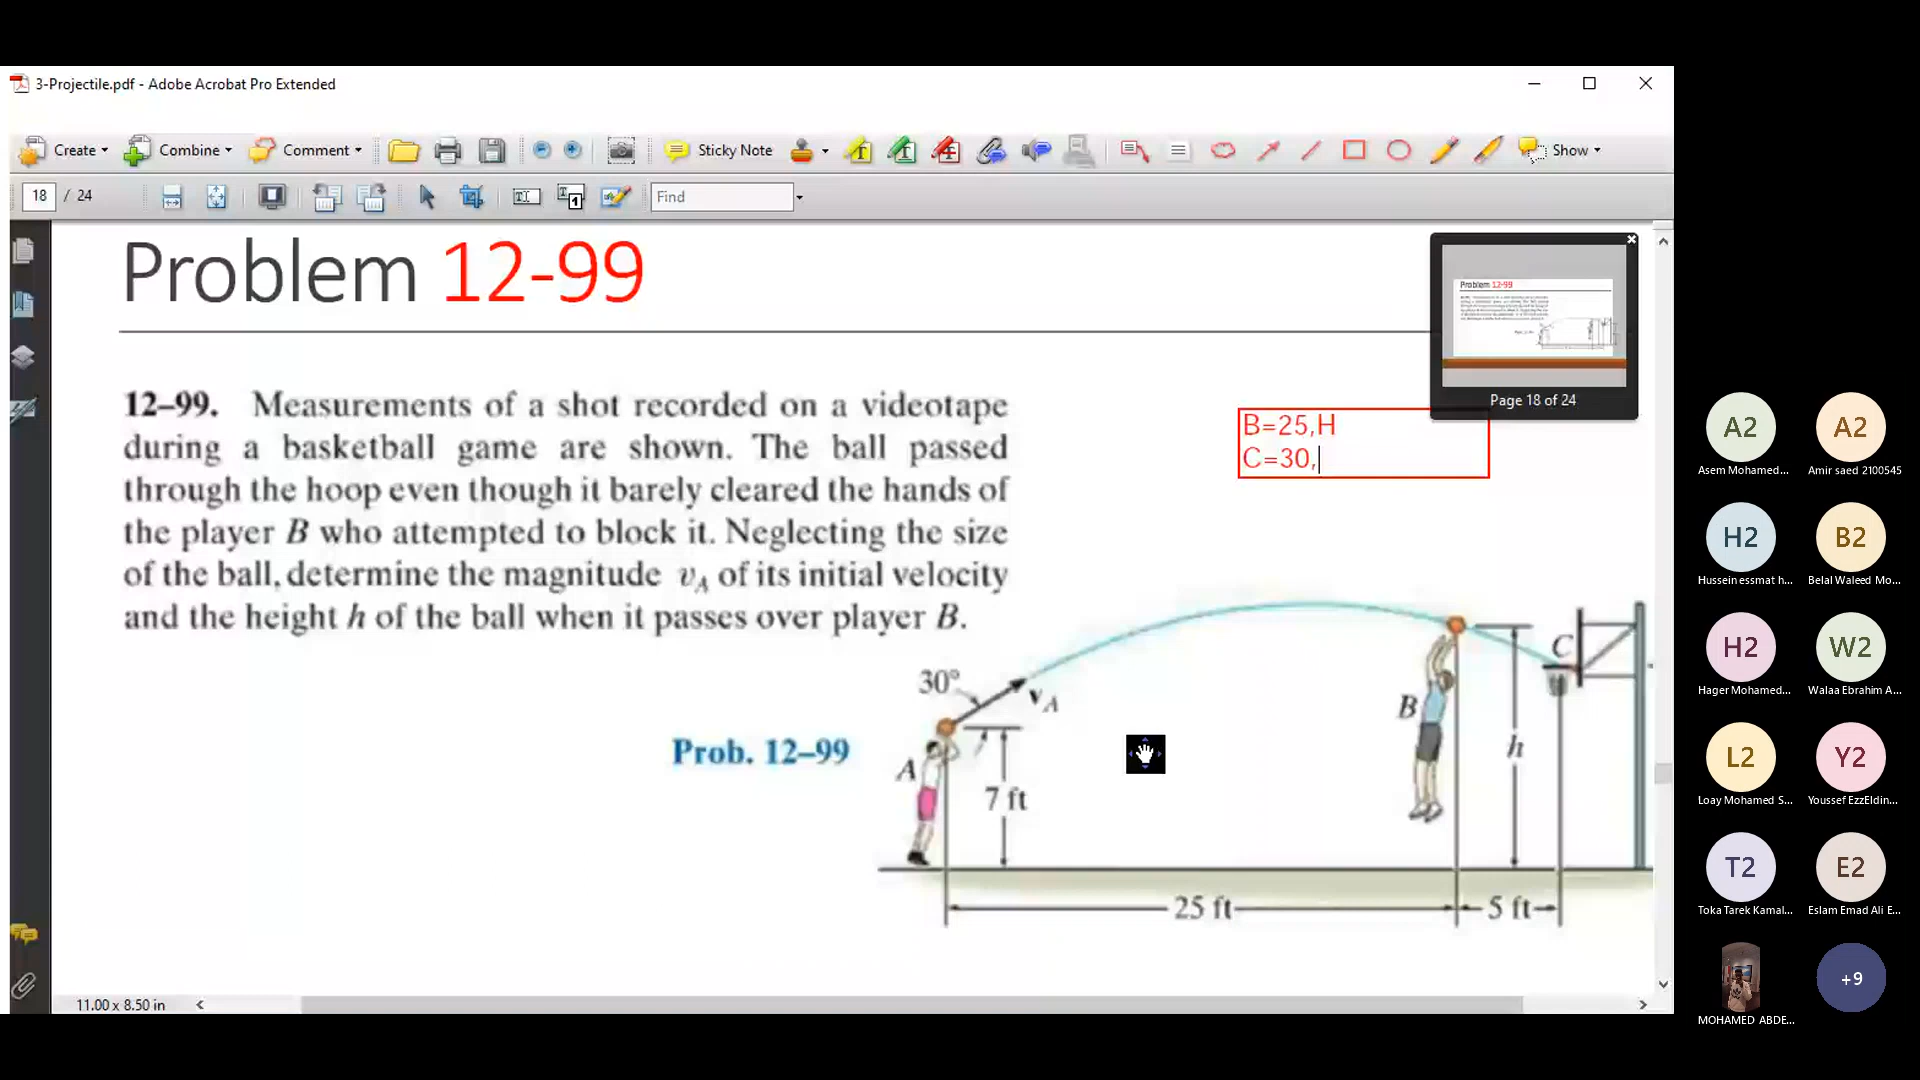 3-Projectile.pdf - Adobe Acrobat Pro Extended
Create
Combine
Comment
Sticky Note
Show
18 / 24
Find
Problem 12-99
Page 18 of 24
12–99. Measurements of a shot recorded on a videotape
during a basketball game are shown. The ball passed
through the hoop even though it barely cleared the hands of
the player B who attempted to block it. Neglecting the size
of the ball, determine the magnitude vA of its initial velocity
and the height h of the ball when it passes over player B.
B=25,H
C=30,
30°
vA
A
7 ft
B
h
C
25 ft
5 ft
Prob. 12–99
11.00 x 8.50 in
A2
Asem Mohamed...
A2
Amir saed 2100545
H2
Hussein essmat h...
B2
Belal Waleed Mo...
H2
Hager Mohamed...
W2
Walaa Ebrahim A...
L2
Loay Mohamed S...
Y2
Youssef EzzEldin...
T2
Toka Tarek Kamal...
E2
Eslam Emad Ali E...
MOHAMED ABDE...
+9